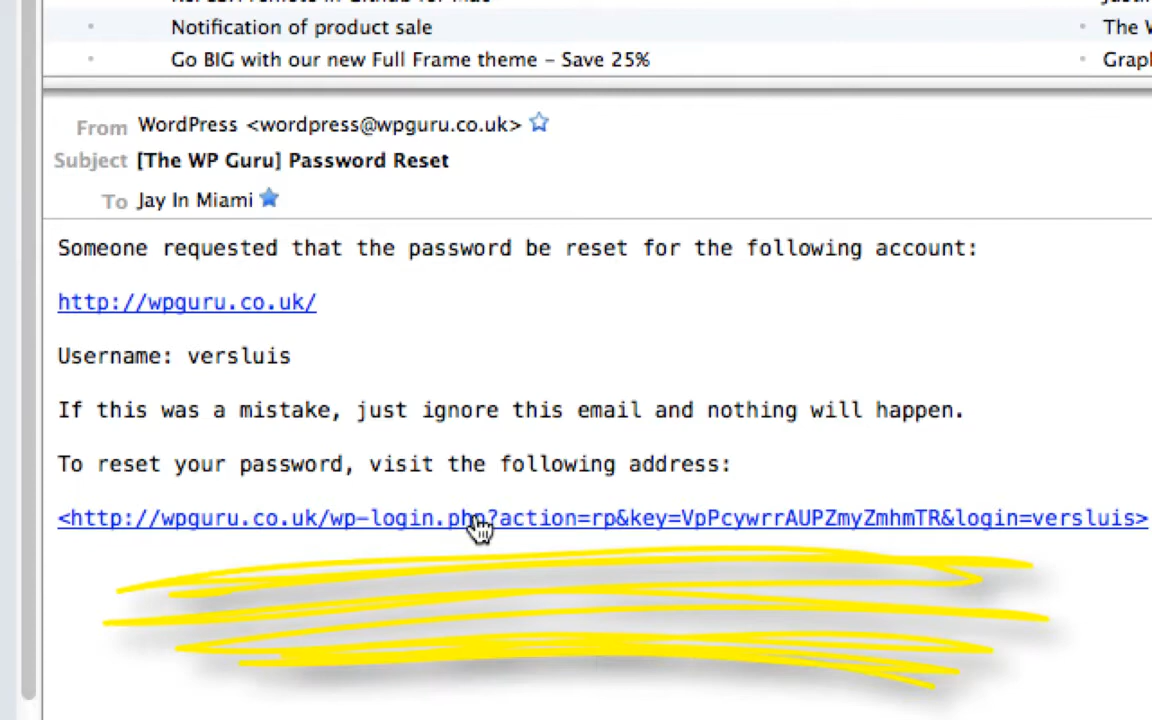 Notification of product sale
The W
Go BIG with our new Full Frame theme – Save 25%
Grap
From WordPress <wordpress@wpguru.co.uk>
Subject [The WP Guru] Password Reset
To Jay In Miami
Someone requested that the password be reset for the following account:
http://wpguru.co.uk/
Username: versluis
If this was a mistake, just ignore this email and nothing will happen.
To reset your password, visit the following address:
<http://wpguru.co.uk/wp-login.php?action=rp&key=VpPcywrrAUPZmyZmhmTR&login=versluis>